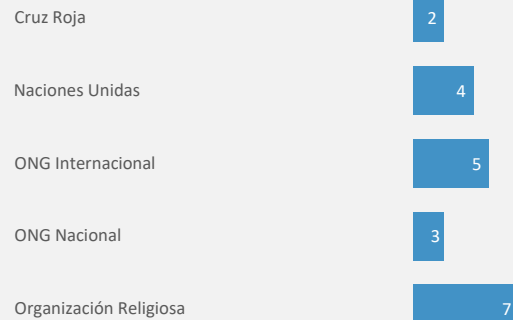 Cruz Roja 2
Naciones Unidas 4
ONG Internacional 5
ONG Nacional 3
Organización Religiosa 7